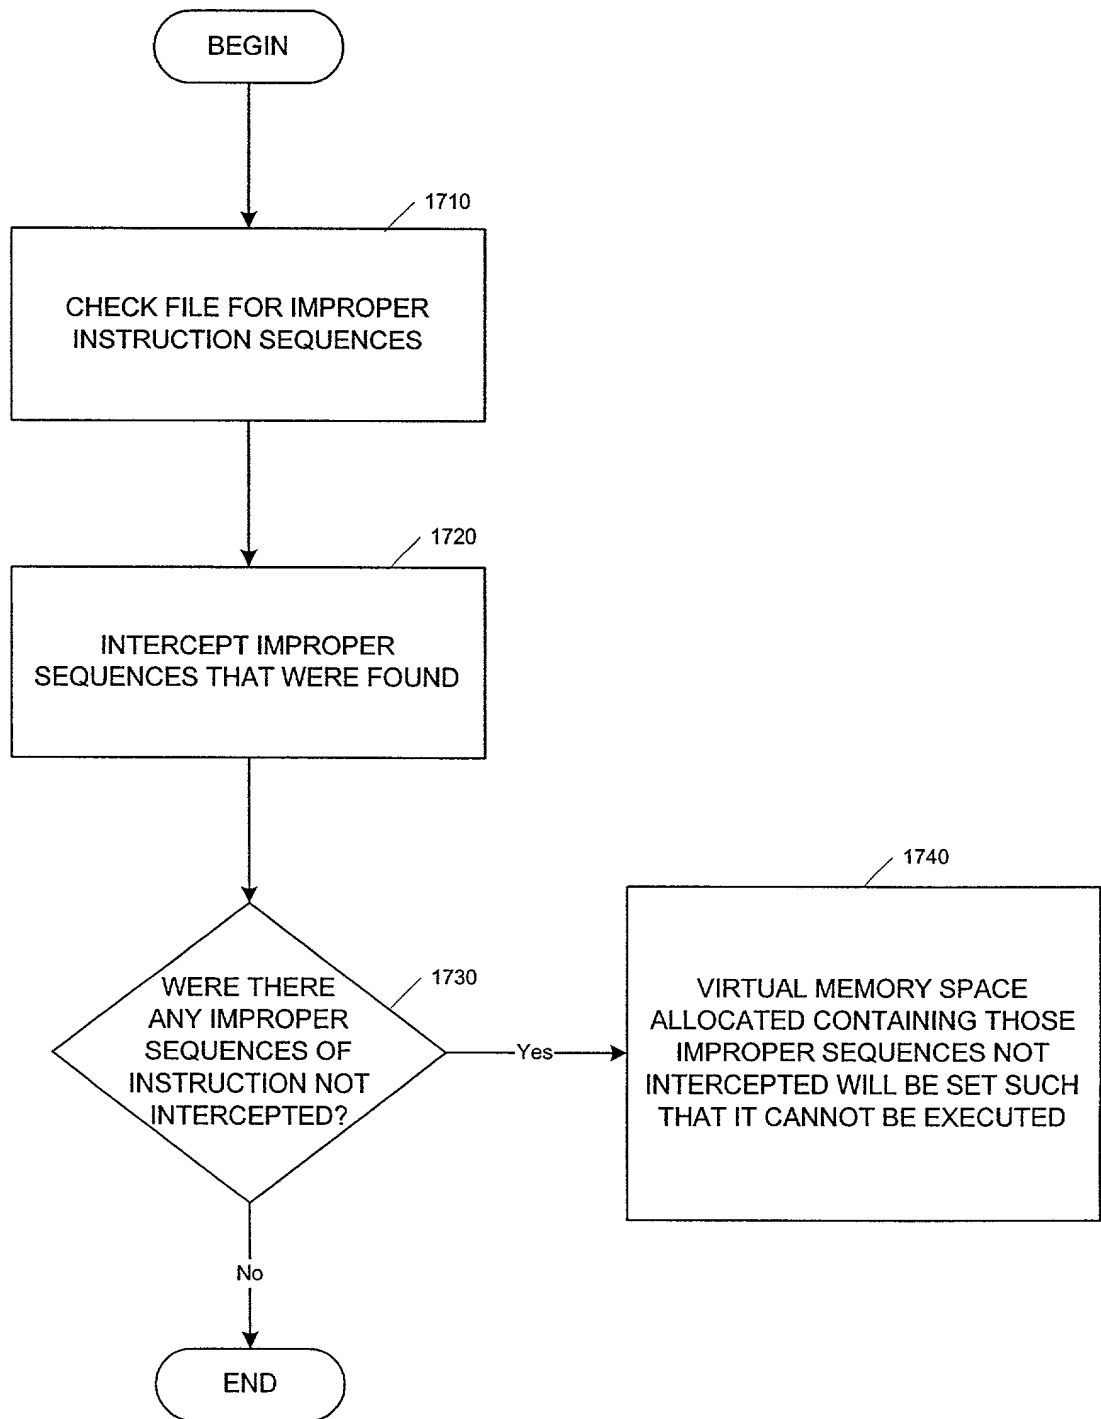 BEGIN
1710
CHECK FILE FOR IMPROPER
INSTRUCTION SEQUENCES
1720
INTERCEPT IMPROPER
SEQUENCES THAT WERE FOUND
1730
WERE THERE
ANY IMPROPER
SEQUENCES OF
INSTRUCTION NOT
INTERCEPTED?
Yes
1740
VIRTUAL MEMORY SPACE
ALLOCATED CONTAINING THOSE
IMPROPER SEQUENCES NOT
INTERCEPTED WILL BE SET SUCH
THAT IT CANNOT BE EXECUTED
No
END